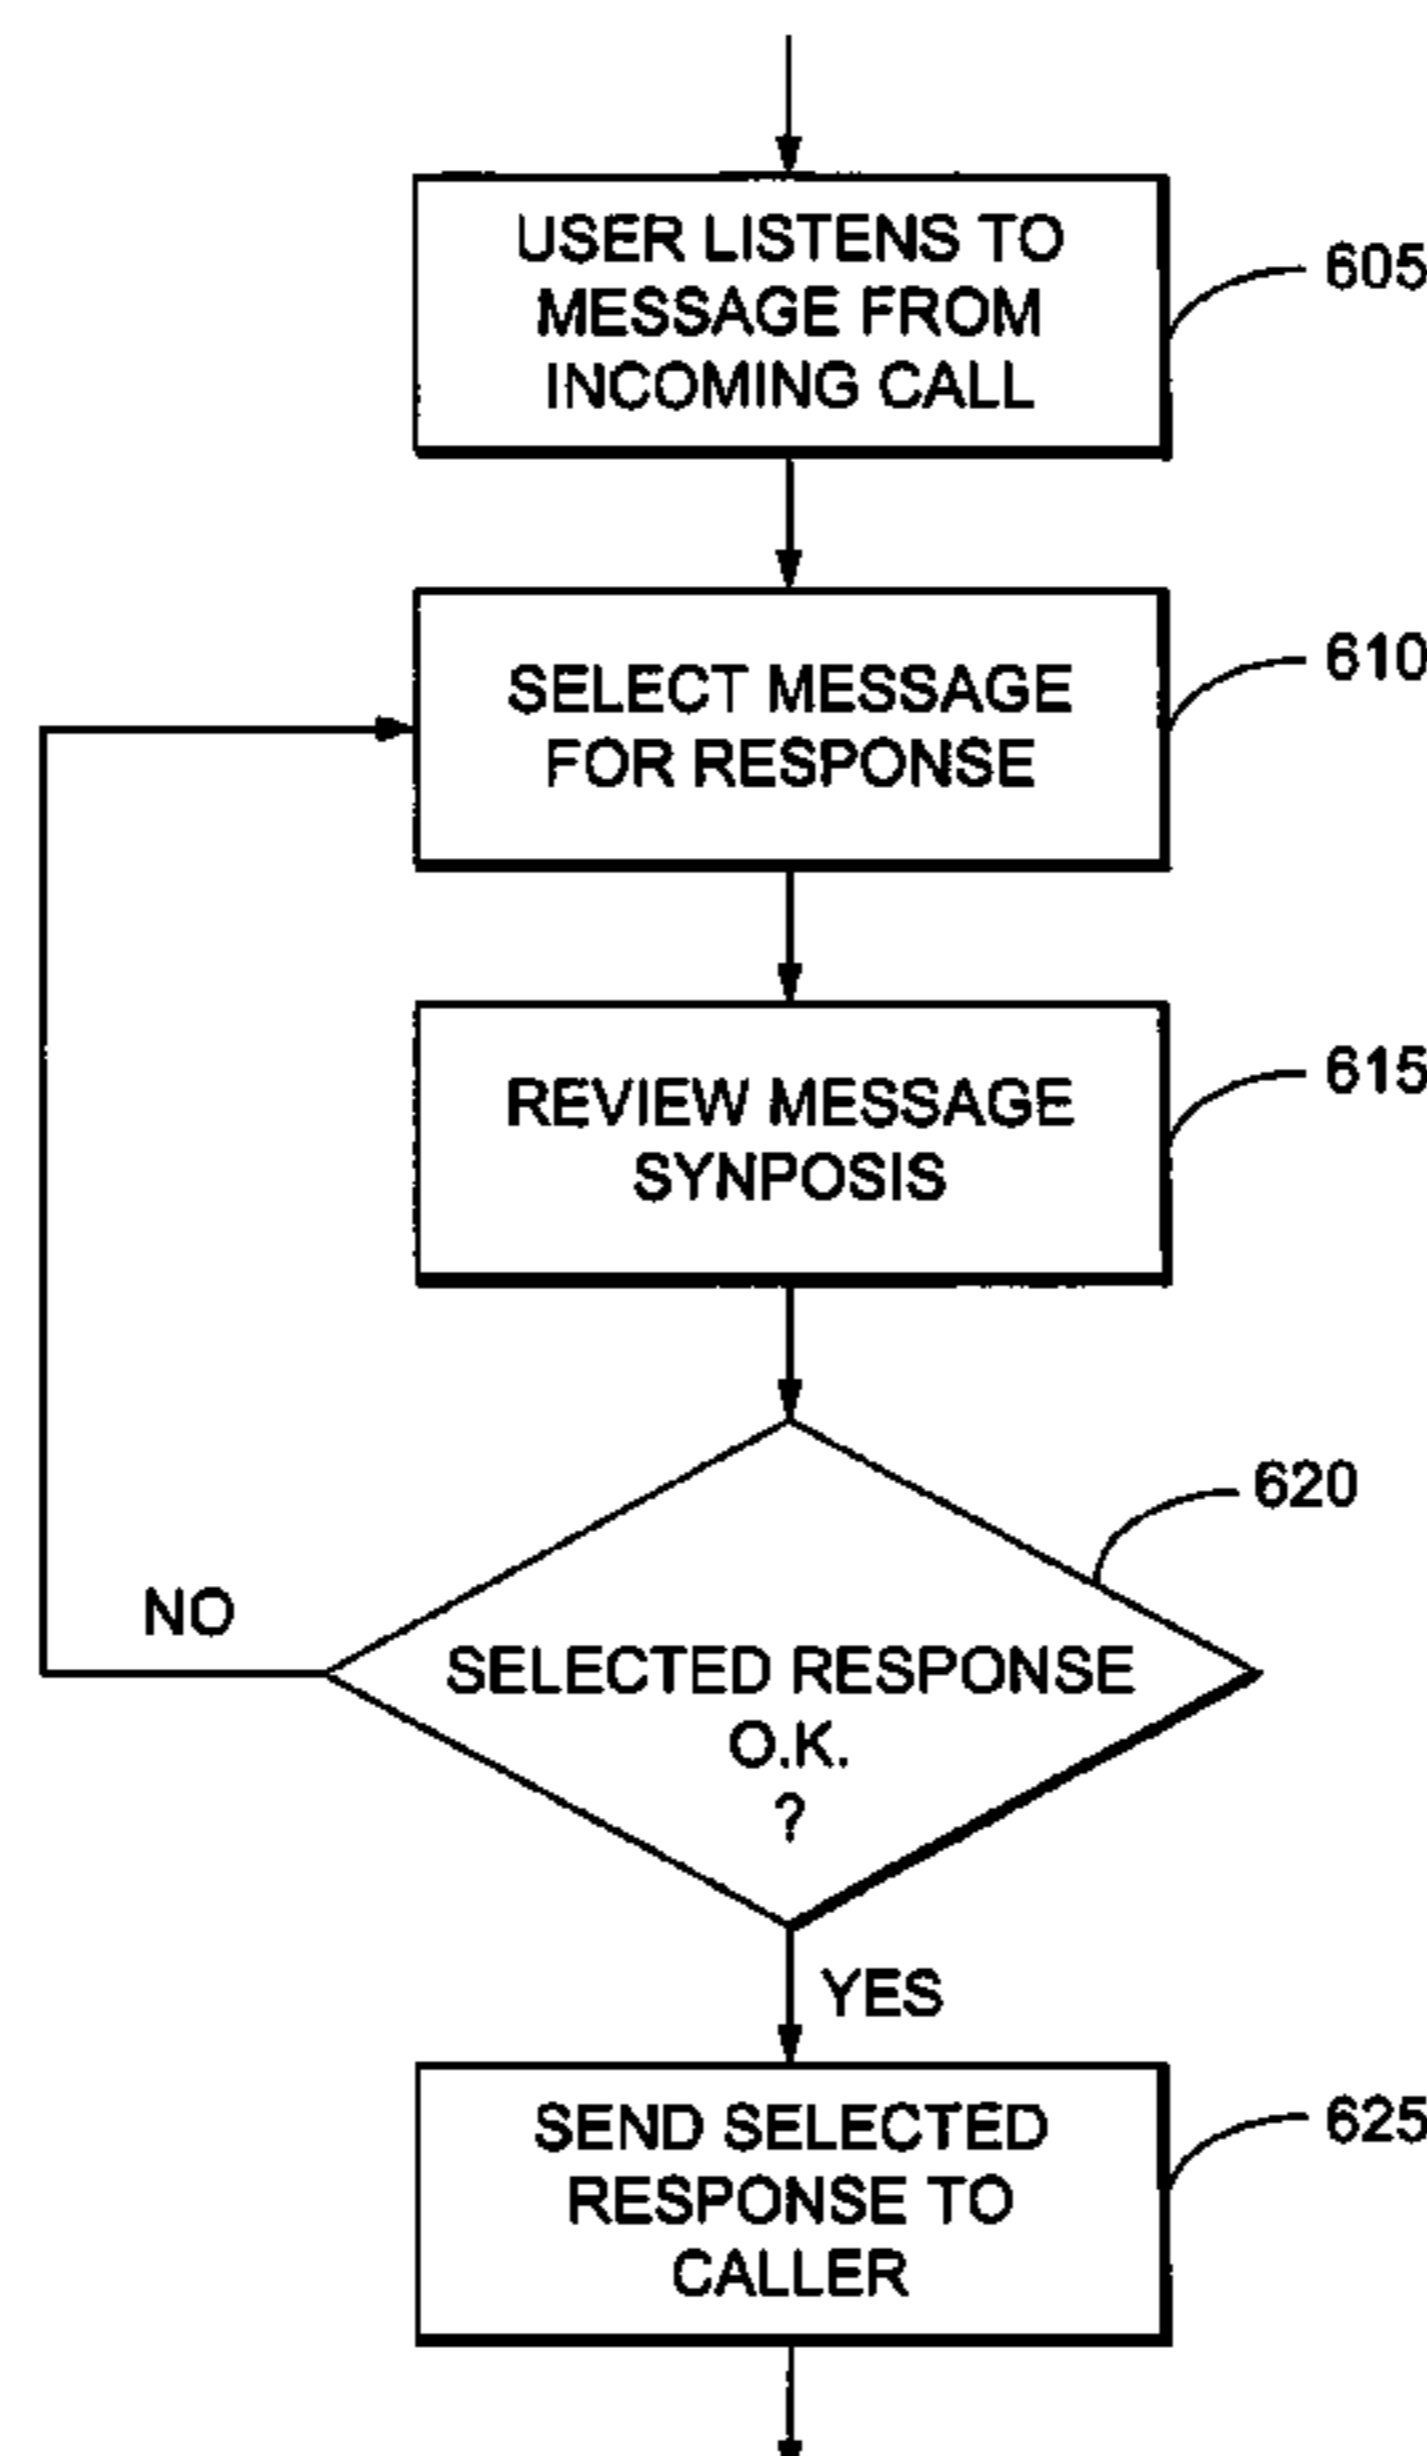 USER LISTENS TO
MESSAGE FROM
INCOMING CALL
605
SELECT MESSAGE
FOR RESPONSE
610
REVIEW MESSAGE
SYNPOSIS
615
620
NO
SELECTED RESPONSE
O.K.
?
YES
SEND SELECTED
RESPONSE TO
CALLER
625